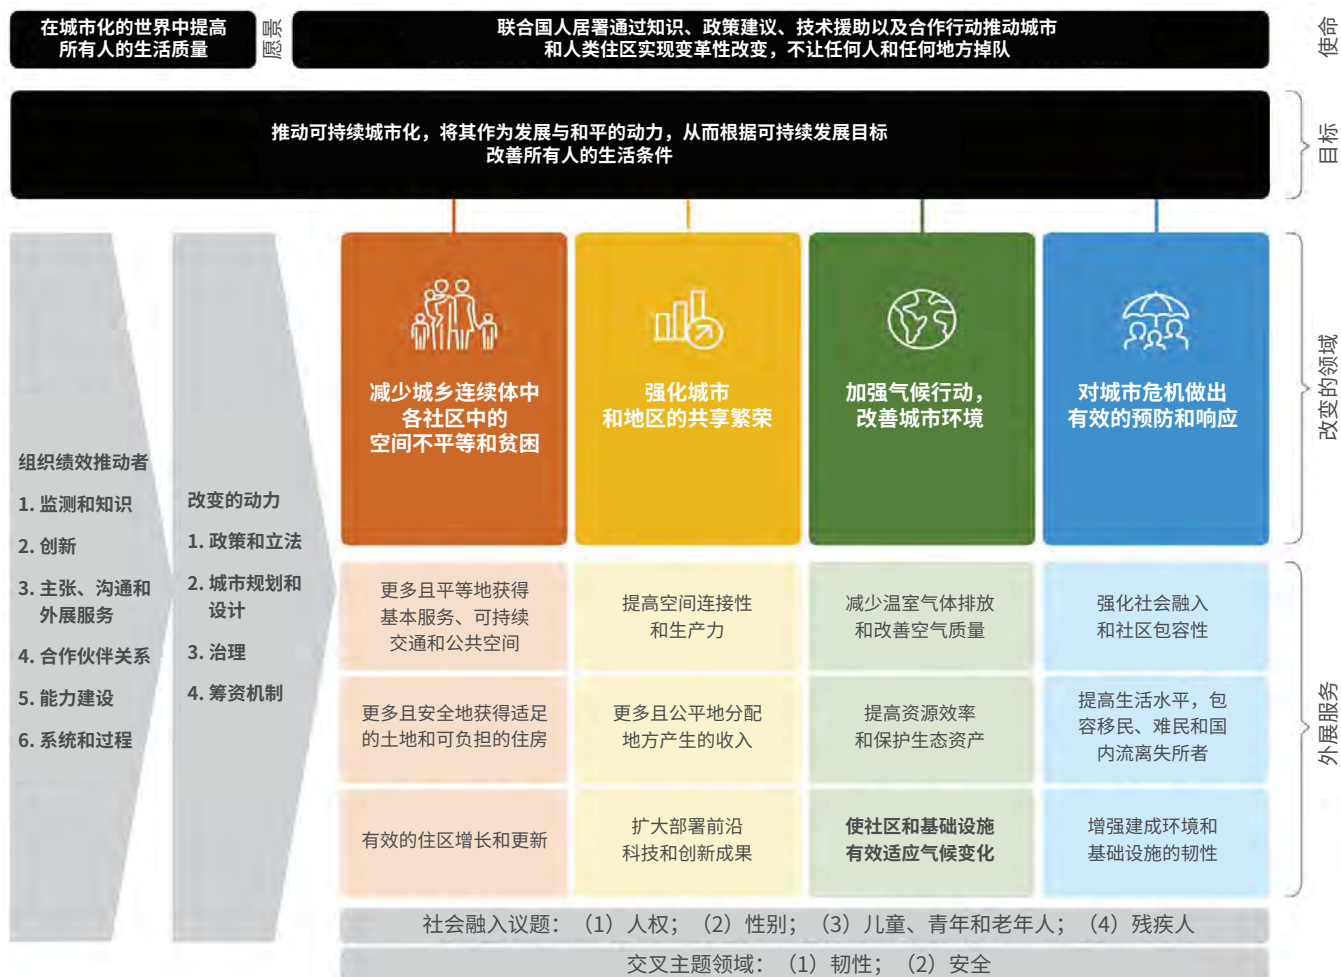 在城市化的世界中提高
所有人的生活质量
愿景
联合国人居署通过知识、政策建议、技术援助以及合作行动推动城市
和人类住区实现变革性改变，不让任何人和任何地方掉队
使命
推动可持续城市化，将其作为发展与和平的动力，从而根据可持续发展目标
改善所有人的生活条件
目标
组织绩效推动者
1. 监测和知识
2. 创新
3. 主张、沟通和
外展服务
4. 合作伙伴关系
5. 能力建设
6. 系统和过程
改变的动力
1. 政策和立法
2. 城市规划和
设计
3. 治理
4. 筹资机制
减少城乡连续体中
各社区中的
空间不平等和贫困
强化城市
和地区的共享繁荣
加强气候行动，
改善城市环境
对城市危机做出
有效的预防和响应
改变的领域
更多且平等地获得
基本服务、可持续
交通和公共空间
提高空间连接性
和生产力
减少温室气体排放
和改善空气质量
强化社会融入
和社区包容性
更多且安全地获得适足
的土地和可负担的住房
更多且公平地分配
地方产生的收入
提高资源效率
和保护生态资产
提高生活水平，包
容移民、难民和国
内流离失所者
有效的住区增长和更新
扩大部署前沿
科技和创新成果
使社区和基础设施
有效适应气候变化
增强建成环境和
基础设施的韧性
外展服务
社会融入议题：（1）人权；（2）性别；（3）儿童、青年和老年人；（4）残疾人
交叉主题领域：（1）韧性；（2）安全